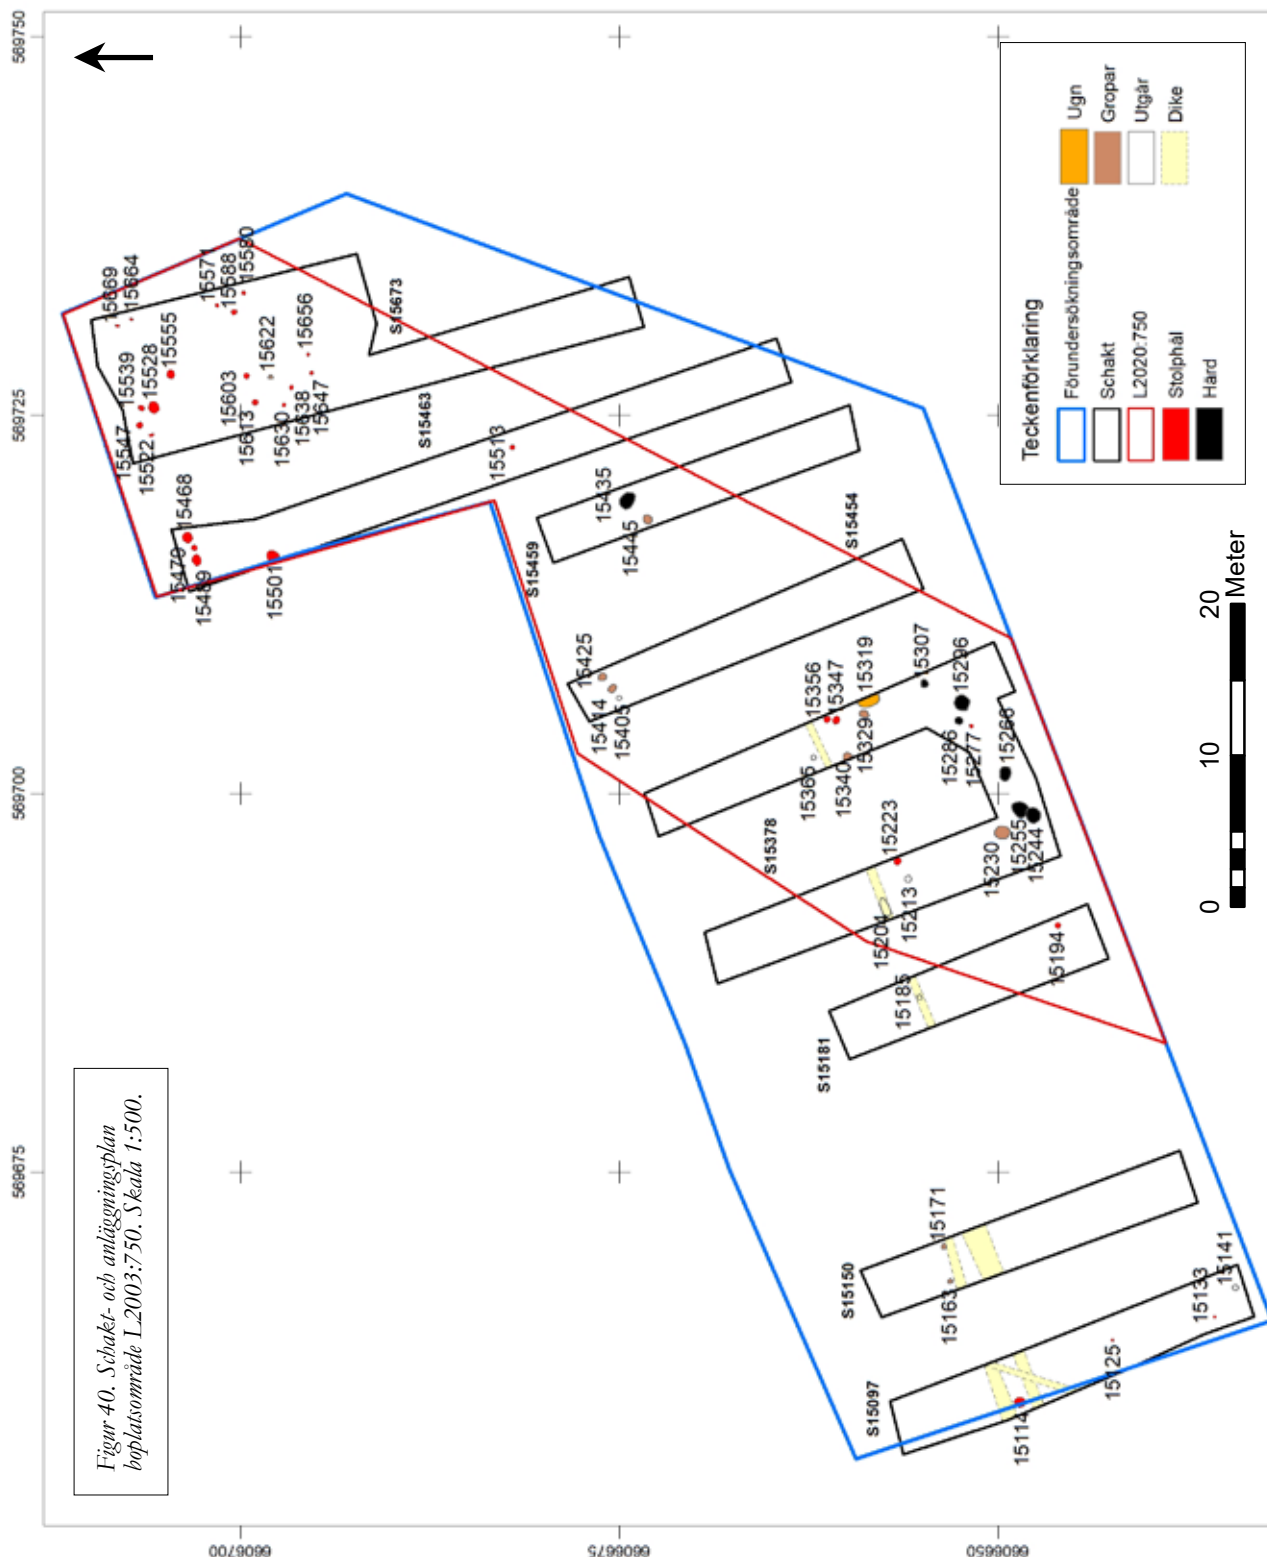 Figur 40. Schakt- och anläggningsplan
boplatsområde L2003:750. Skala 1:500.
569675
569700
569725
569750
6606700
6606675
6606650
15669
15664
15571
15588
15580
15539
15528
15555
15547
15522
15603
15622
15656
15613
15630
15638
15647
S15673
S15463
15468
15479
15489
15501
15513
S15459
15435
15445
S15454
15425
15414
15405
15356
15347
15319
15307
15296
15366
15340
15329
15286
15277
15266
S15378
15223
15204
15213
15230
15255
15244
15185
15194
S15181
S15150
15171
15163
S15097
15114
15125
15133
15141
Teckenförklaring
Förundersökningsområde
Schakt
L2020:750
Stolphål
Härd
Ugn
Gropar
Utgår
Dike
0 10 20
Meter